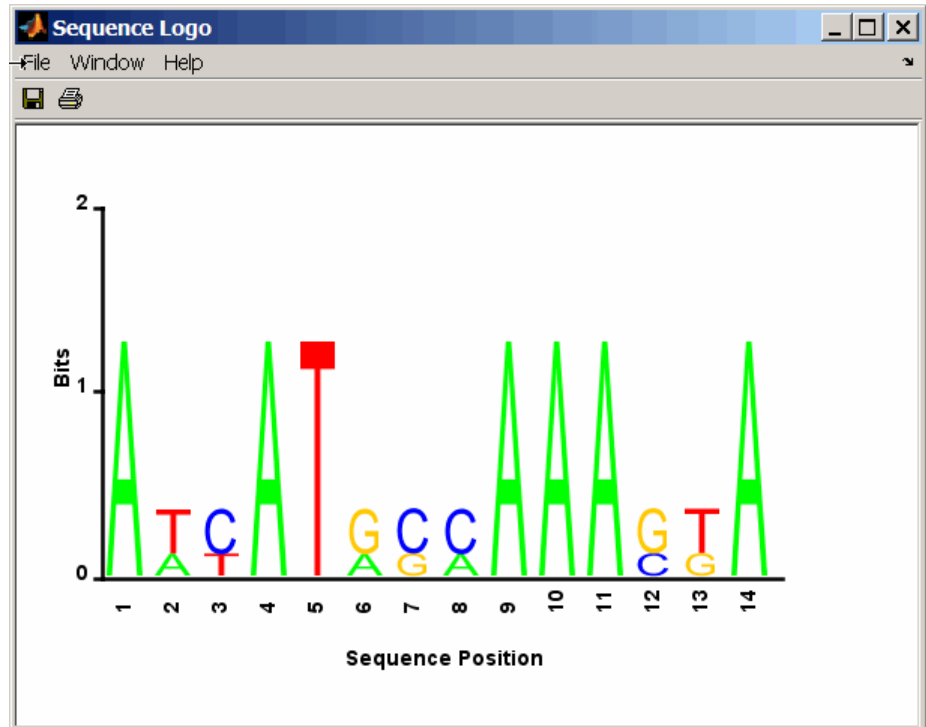 Sequence Logo
File Window Help
2
Bits
1
0
A T C A T G C C A A A G T A
A T A G A C G
1 2 3 4 5 6 7 8 9 10 11 12 13 14
Sequence Position